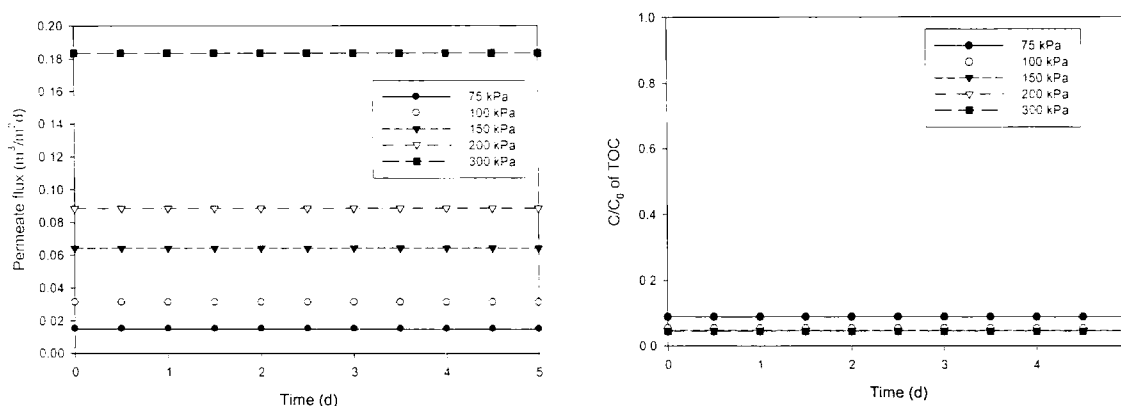 Permeate flux (m³/m²d)
0.20
0.18
0.16
0.14
0.12
0.10
0.08
0.06
0.04
0.02
0.00
75 kPa
100 kPa
150 kPa
200 kPa
300 kPa
0 1 2 3 4 5
Time (d)
C/C₀ of TOC
1.0
0.8
0.6
0.4
0.2
0.0
75 kPa
100 kPa
150 kPa
200 kPa
300 kPa
0 1 2 3 4
Time (d)